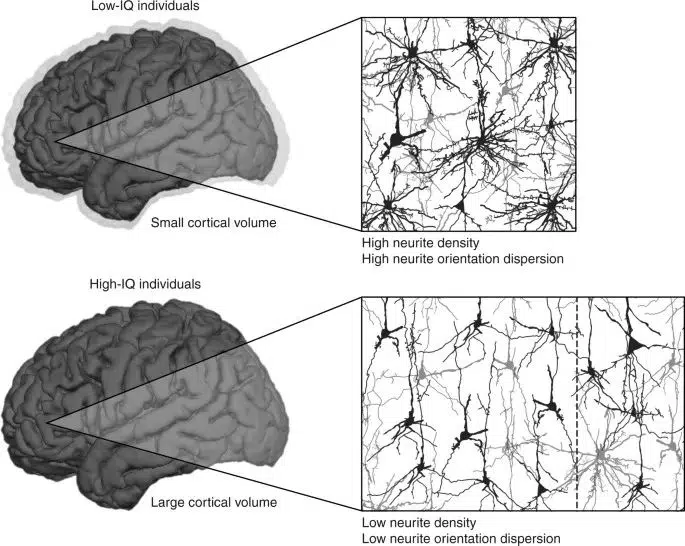 Low-IQ individuals
Small cortical volume
High neurite density
High neurite orientation dispersion
High-IQ individuals
Large cortical volume
Low neurite density
Low neurite orientation dispersion